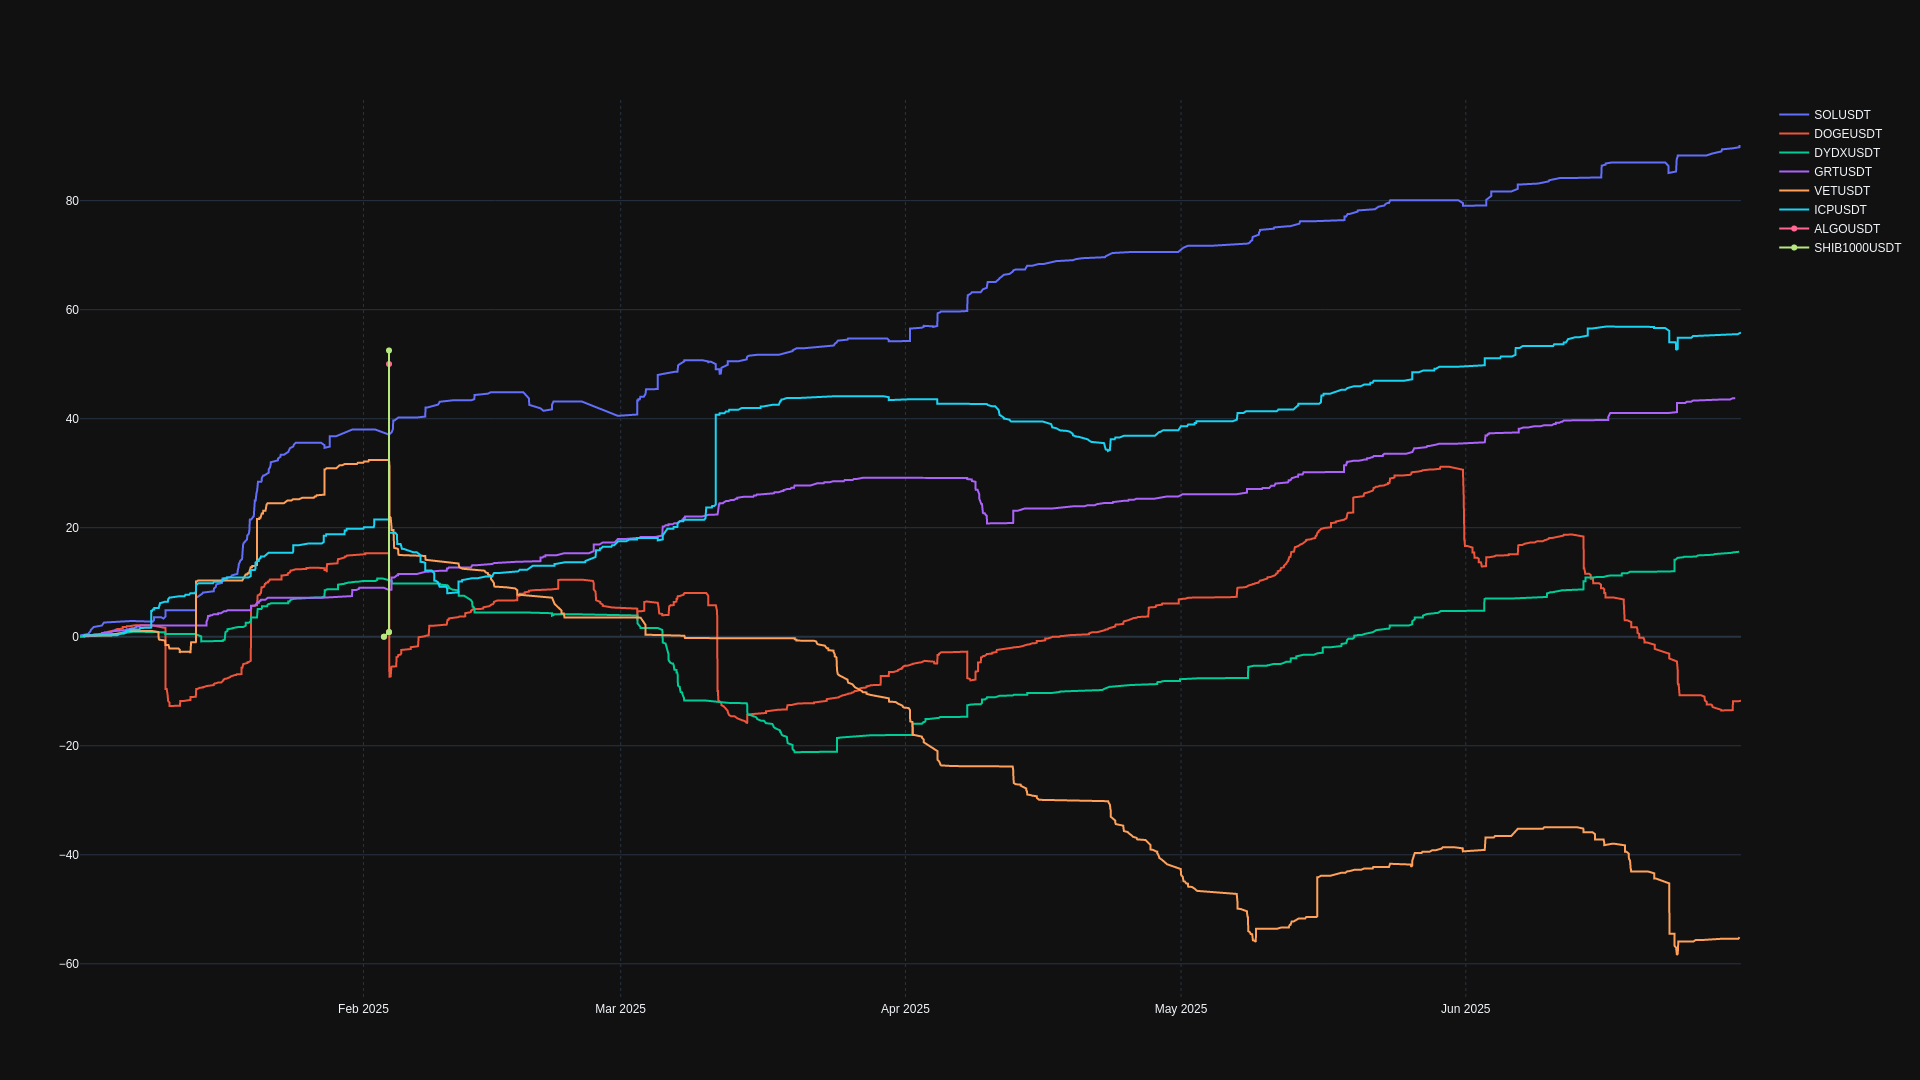 SOLUSDT
DOGEUSDT
DYDXUSDT
GRTUSDT
VETUSDT
ICPUSDT
ALGOUSDT
SHIB1000USDT
80
60
40
20
0
−20
−40
−60
Feb 2025 Mar 2025 Apr 2025 May 2025 Jun 2025